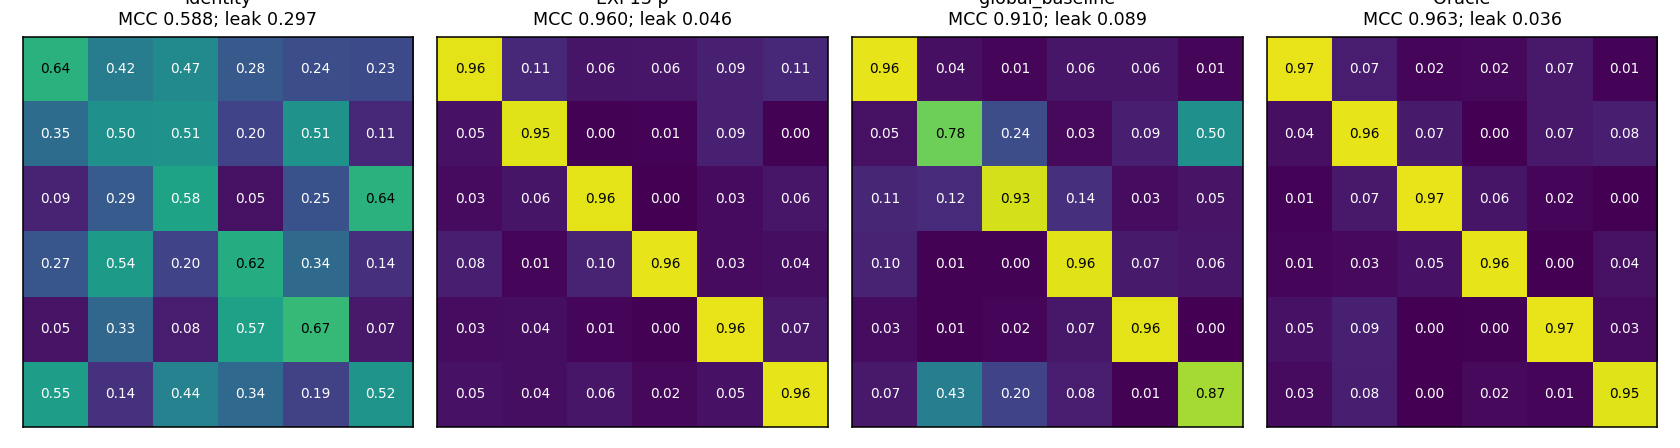 Identity
MCC 0.588; leak 0.297
0.64 0.42 0.47 0.28 0.24 0.23
0.35 0.50 0.51 0.20 0.51 0.11
0.09 0.29 0.58 0.05 0.25 0.64
0.27 0.54 0.20 0.62 0.34 0.14
0.05 0.33 0.08 0.57 0.67 0.07
0.55 0.14 0.44 0.34 0.19 0.52
MCC 0.960; leak 0.046
0.96 0.11 0.06 0.06 0.09 0.11
0.05 0.95 0.00 0.01 0.09 0.00
0.03 0.06 0.96 0.00 0.03 0.06
0.08 0.01 0.10 0.96 0.03 0.04
0.03 0.04 0.01 0.00 0.96 0.07
0.05 0.04 0.06 0.02 0.05 0.96
global_baseline
MCC 0.910; leak 0.089
0.96 0.04 0.01 0.06 0.06 0.01
0.05 0.78 0.24 0.03 0.09 0.50
0.11 0.12 0.93 0.14 0.03 0.05
0.10 0.01 0.00 0.96 0.07 0.06
0.03 0.01 0.02 0.07 0.96 0.00
0.07 0.43 0.20 0.08 0.01 0.87
Oracle
MCC 0.963; leak 0.036
0.97 0.07 0.02 0.02 0.07 0.01
0.04 0.96 0.07 0.00 0.07 0.08
0.01 0.07 0.97 0.06 0.02 0.00
0.01 0.03 0.05 0.96 0.00 0.04
0.05 0.09 0.00 0.00 0.97 0.03
0.03 0.08 0.00 0.02 0.01 0.95